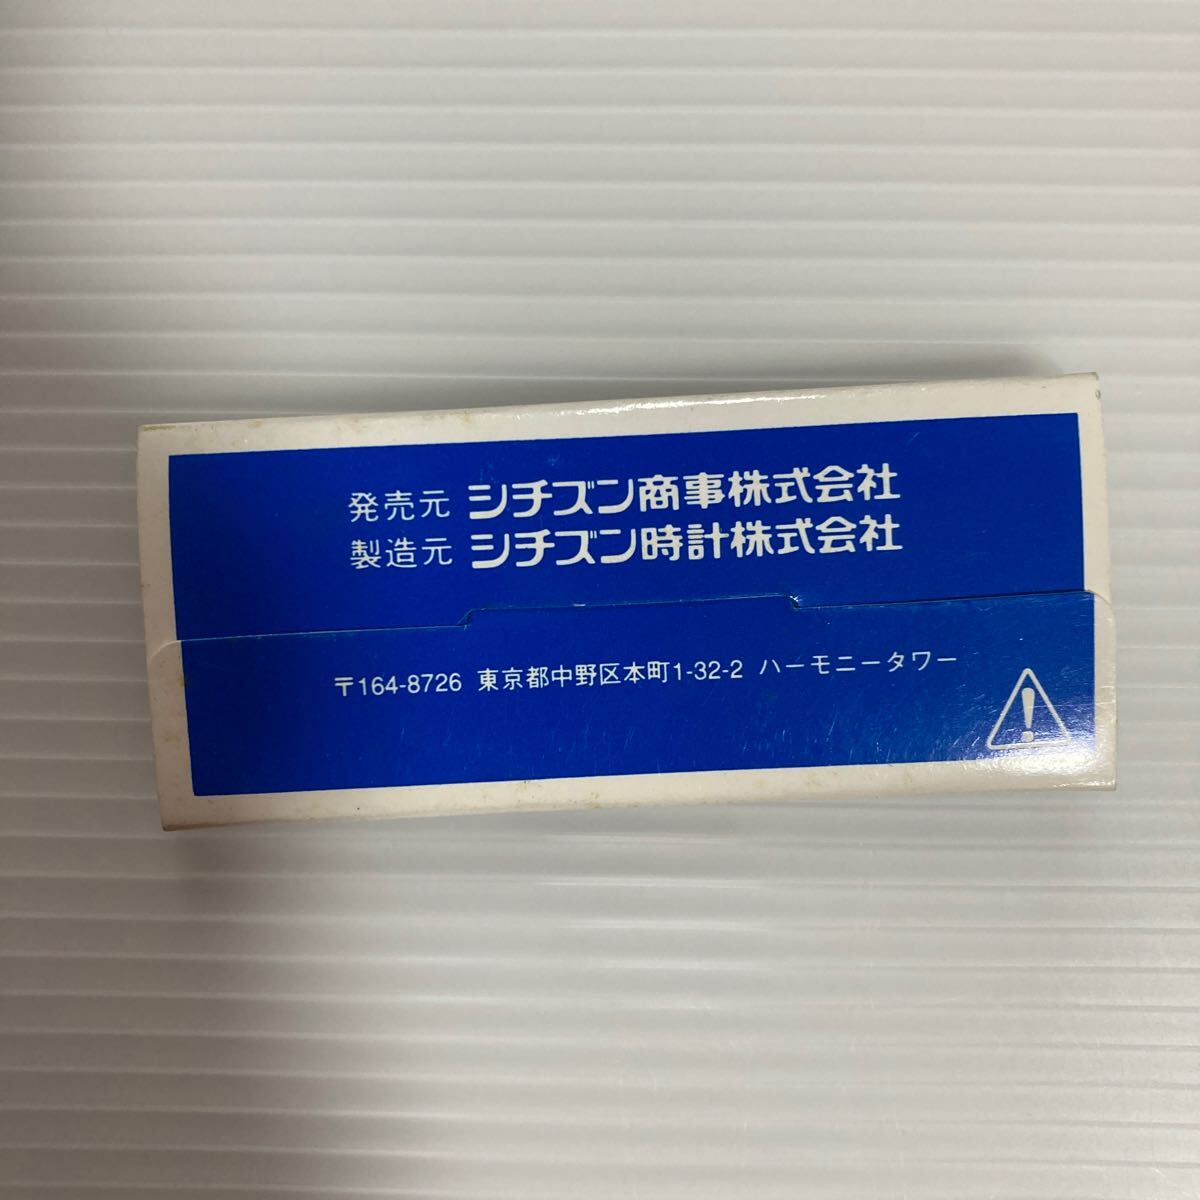 発売元 シチズン商事株式会社
製造元 シチズン時計株式会社
〒164-8726 東京都中野区本町1-32-2 ハーモニータワー